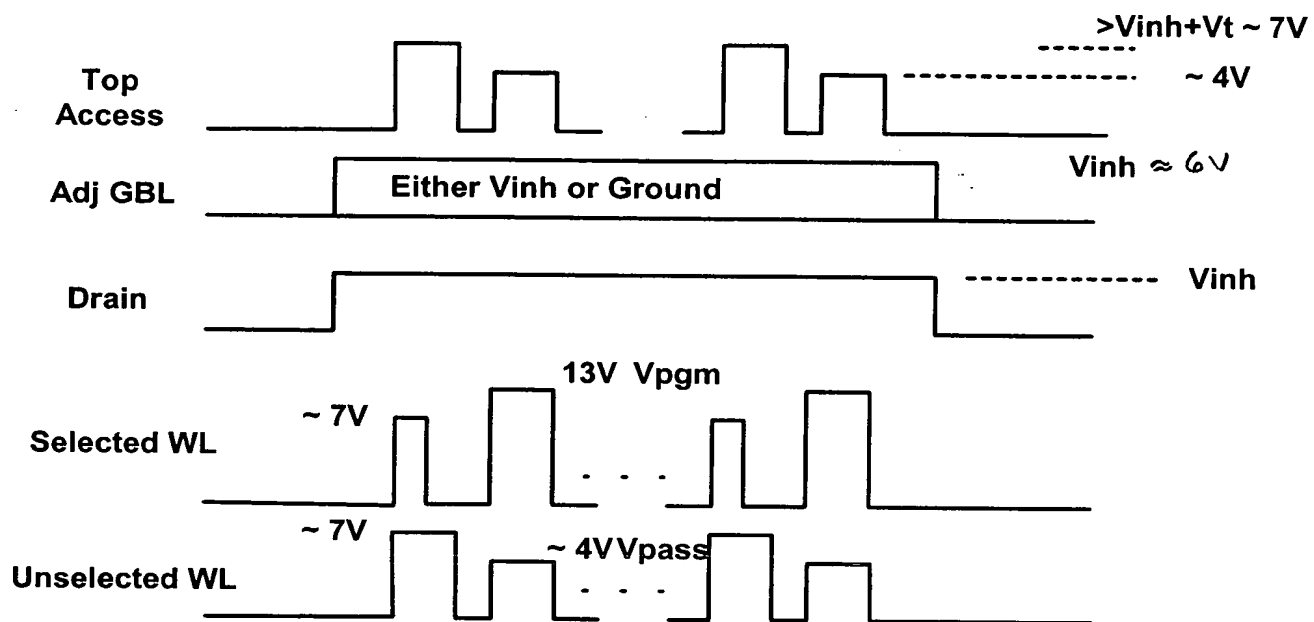 >Vinh+Vt ~ 7V
Top
Access
~ 4V
Vinh ≈ 6V
Adj GBL
Either Vinh or Ground
Drain
Vinh
13V Vpgm
~ 7V
Selected WL
. . .
~ 7V
~ 4V Vpass
Unselected WL
. . .